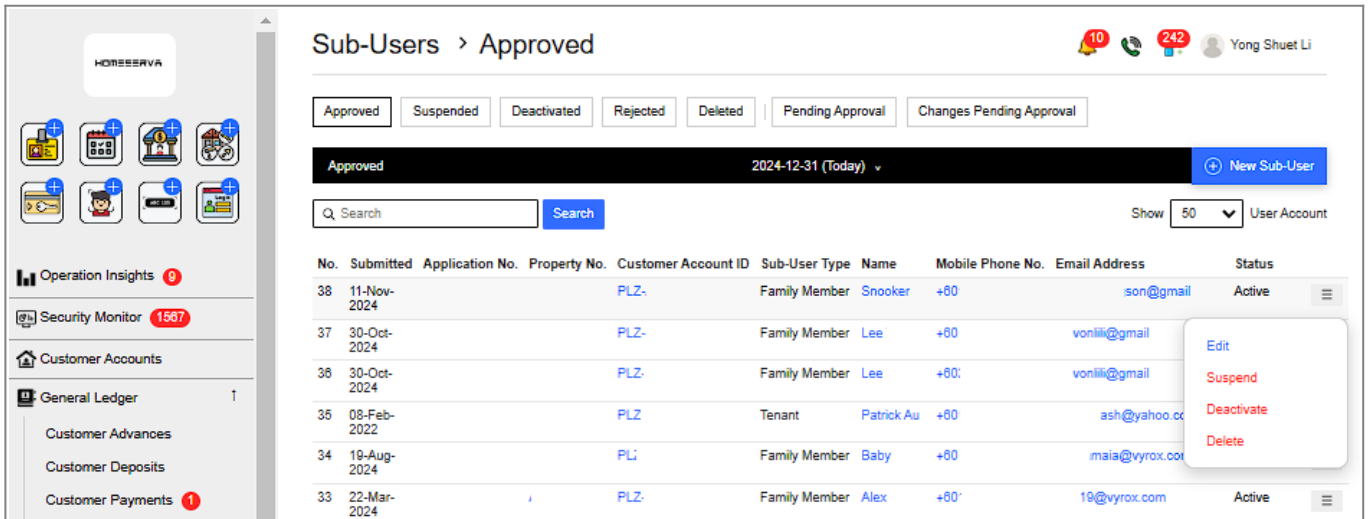 HOMESERVA
Sub-Users > Approved
10
242
Yong Shuet Li
Approved Suspended Deactivated Rejected Deleted | Pending Approval Changes Pending Approval
Approved 2024-12-31 (Today) New Sub-User
Search Search Show 50 User Account
Operation Insights 9
Security Monitor 1567
Customer Accounts
General Ledger ↑
Customer Advances
Customer Deposits
Customer Payments 1
No. Submitted Application No. Property No. Customer Account ID Sub-User Type Name Mobile Phone No. Email Address Status
38 11-Nov- PLZ- Family Member Snooker +60 son@gmail Active
2024
37 30-Oct- PLZ- Family Member Lee +60 vonlili@gmail
2024
36 30-Oct- PLZ- Family Member Lee +60 vonlili@gmail
2024
35 08-Feb- PLZ Tenant Patrick Au +60 ash@yahoo.co
2022
34 19-Aug- Family Member Baby +60 maia@vyrox.co
2024
33 22-Mar- PLZ- Family Member Alex +60 19@vyrox.com Active
2024
Edit
Suspend
Deactivate
Delete